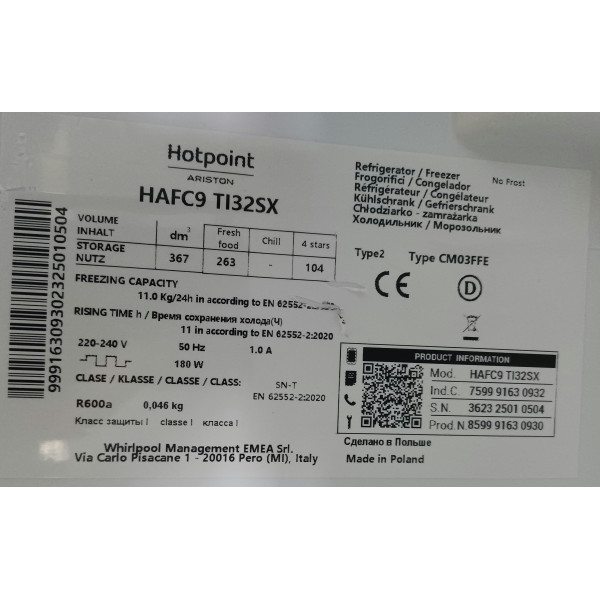 Hotpoint
ARISTON
HAFC9 TI32SX
VOLUME
INHALT
dm³
Fresh food
Chill
4 stars
STORAGE
NUTZ
367
263
-
104
FREEZING CAPACITY
11.0 Kg/24h in according to EN 62552-
RISING TIME h / Время сохранения холода(Ч)
11 in according to EN 62552-2:2020
220-240 V
50 Hz
1.0 A
180 W
CLASE / KLASSE / CLASSE / CLASS:
SN-T
EN 62552-2:2020
R600a
0,046 kg
Класс защиты I classe I класса I
Whirlpool Management EMEA Srl.
Via Carlo Pisacane 1 - 20016 Pero (MI), Italy
99916309302325010504
Refrigerator / Freezer
No Frost
Frogorifici / Congelador
Réfrigérateur / Congélateur
Kühlschrank / Gefrierschrank
Chłodziarko - zamrażarka
Холодильник / Морозильник
Type2
Type CM03FFE
CE
D
PRODUCT INFORMATION
Mod. HAFC9 TI32SX
Ind.C. 7599 9163 0932
S.N. 3623 2501 0504
Prod.N. 8599 9163 0930
Сделано в Польше
Made in Poland